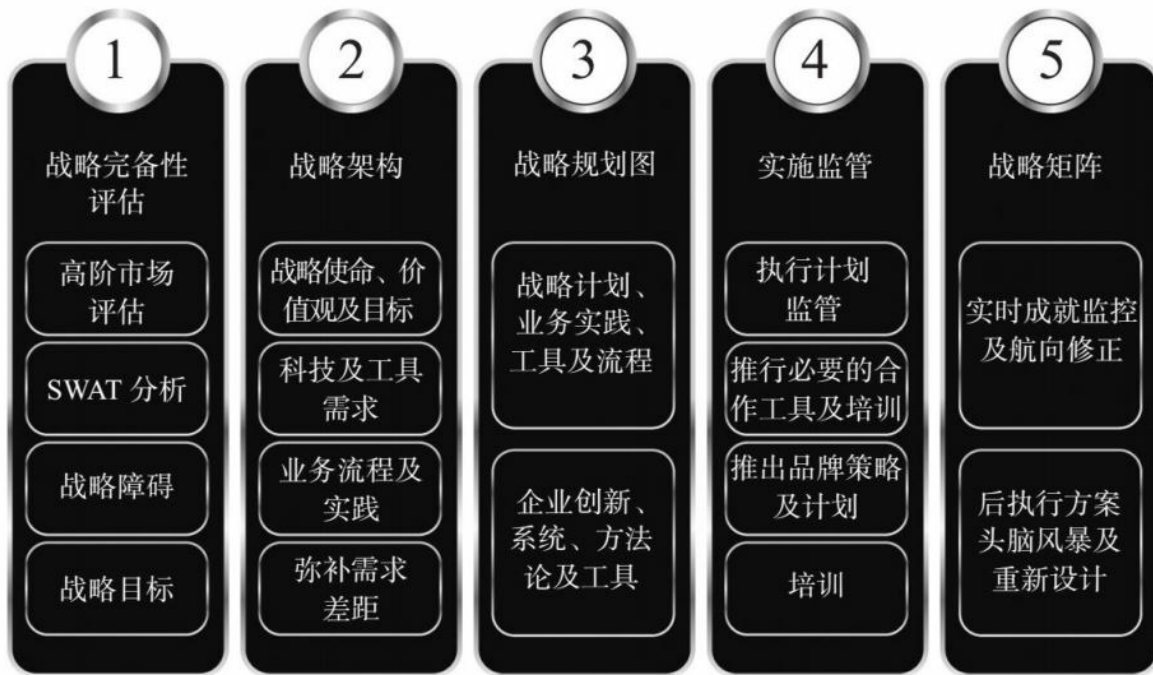 1
战略完备性
评估
高阶市场
评估
SWAT 分析
战略障碍
战略目标
2
战略架构
战略使命、价
值观及目标
科技及工具
需求
业务流程及
实践
弥补需求
差距
3
战略规划图
战略计划、
业务实践、
工具及流程
企业创新、
系统、方法
论及工具
4
实施监管
执行计划
监管
推行必要的合
作工具及培训
推出品牌策略
及计划
培训
5
战略矩阵
实时成就监控
及航向修正
后执行方案
头脑风暴及
重新设计